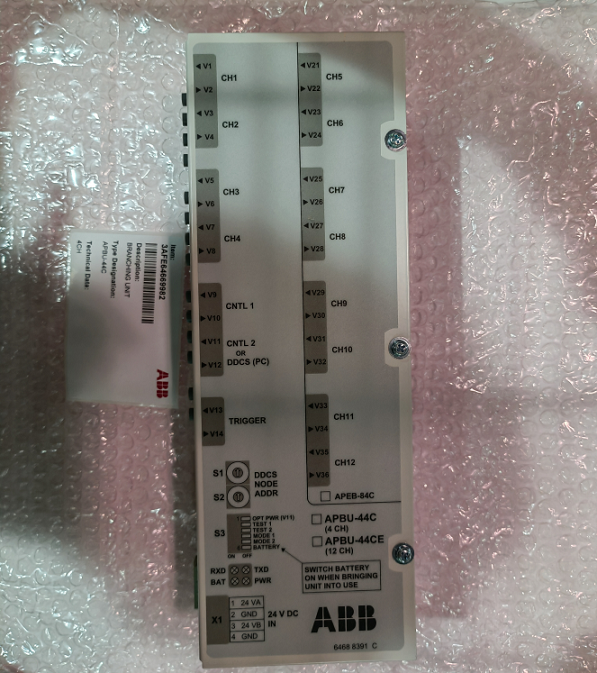 V1
CH1
V2
V3
CH2
V4
V5
CH3
V6
V7
CH4
V8
V9
CNTL 1
V10
V11
CNTL 2
OR
DDCS (PC)
V12
V13
TRIGGER
V14
V21
CH5
V22
V23
CH6
V24
V25
CH7
V26
V27
CH8
V28
V29
CH9
V30
V31
CH10
V32
V33
CH11
V34
V35
CH12
V36
APEB-64C
S1
S2
DDCS
NODE
ADDR
S3
OPT PWR (V11)
TEST 1
TEST 2
MODE 1
MODE 2
BATTERY
ON OFF
APBU-44C
(4 CH)
APBU-44CE
(12 CH)
SWITCH BATTERY
ON WHEN BRINGING
UNIT INTO USE
RXD TXD
BAT PWR
X1
1 24 VA
2 GND
3 24 VB
4 GND
24 V DC
IN
ABB
6468 8391 C
Item:
3AFE64669982
Description:
BRANCHING UNIT
Type Designation:
APBU-44C
Technical Data:
4CH
ABB